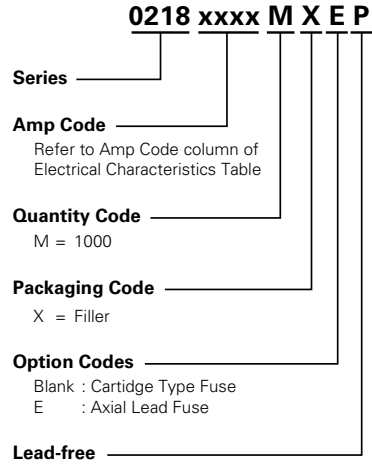 0218 xxxx M X E P
Series
Amp Code
Refer to Amp Code column of
Electrical Characteristics Table
Quantity Code
M = 1000
Packaging Code
X = Filler
Option Codes
Blank : Cartidge Type Fuse
E : Axial Lead Fuse
Lead-free